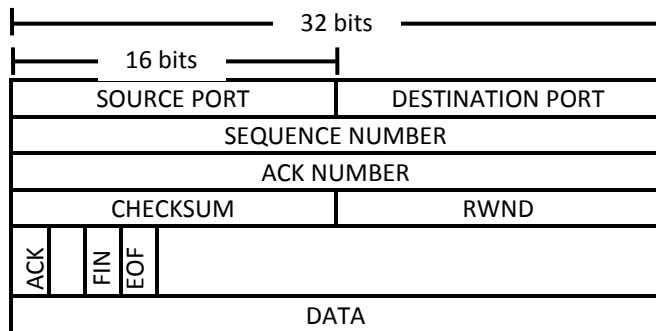 32 bits
16 bits
SOURCE PORT DESTINATION PORT
SEQUENCE NUMBER
ACK NUMBER
CHECKSUM RWND
ACK FIN EOF
DATA